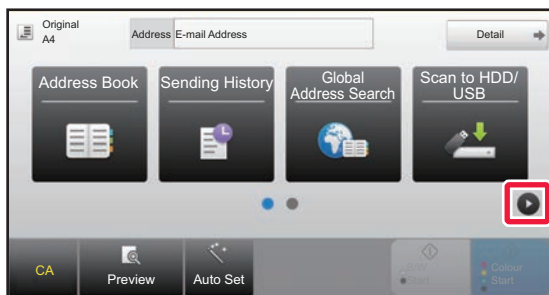 Original
A4
Address E-mail Address
Detail
Address Book
Sending History
Global
Address Search
Scan to HDD/
USB
CA
Preview
Auto Set
B/W
Start
Colour
Start